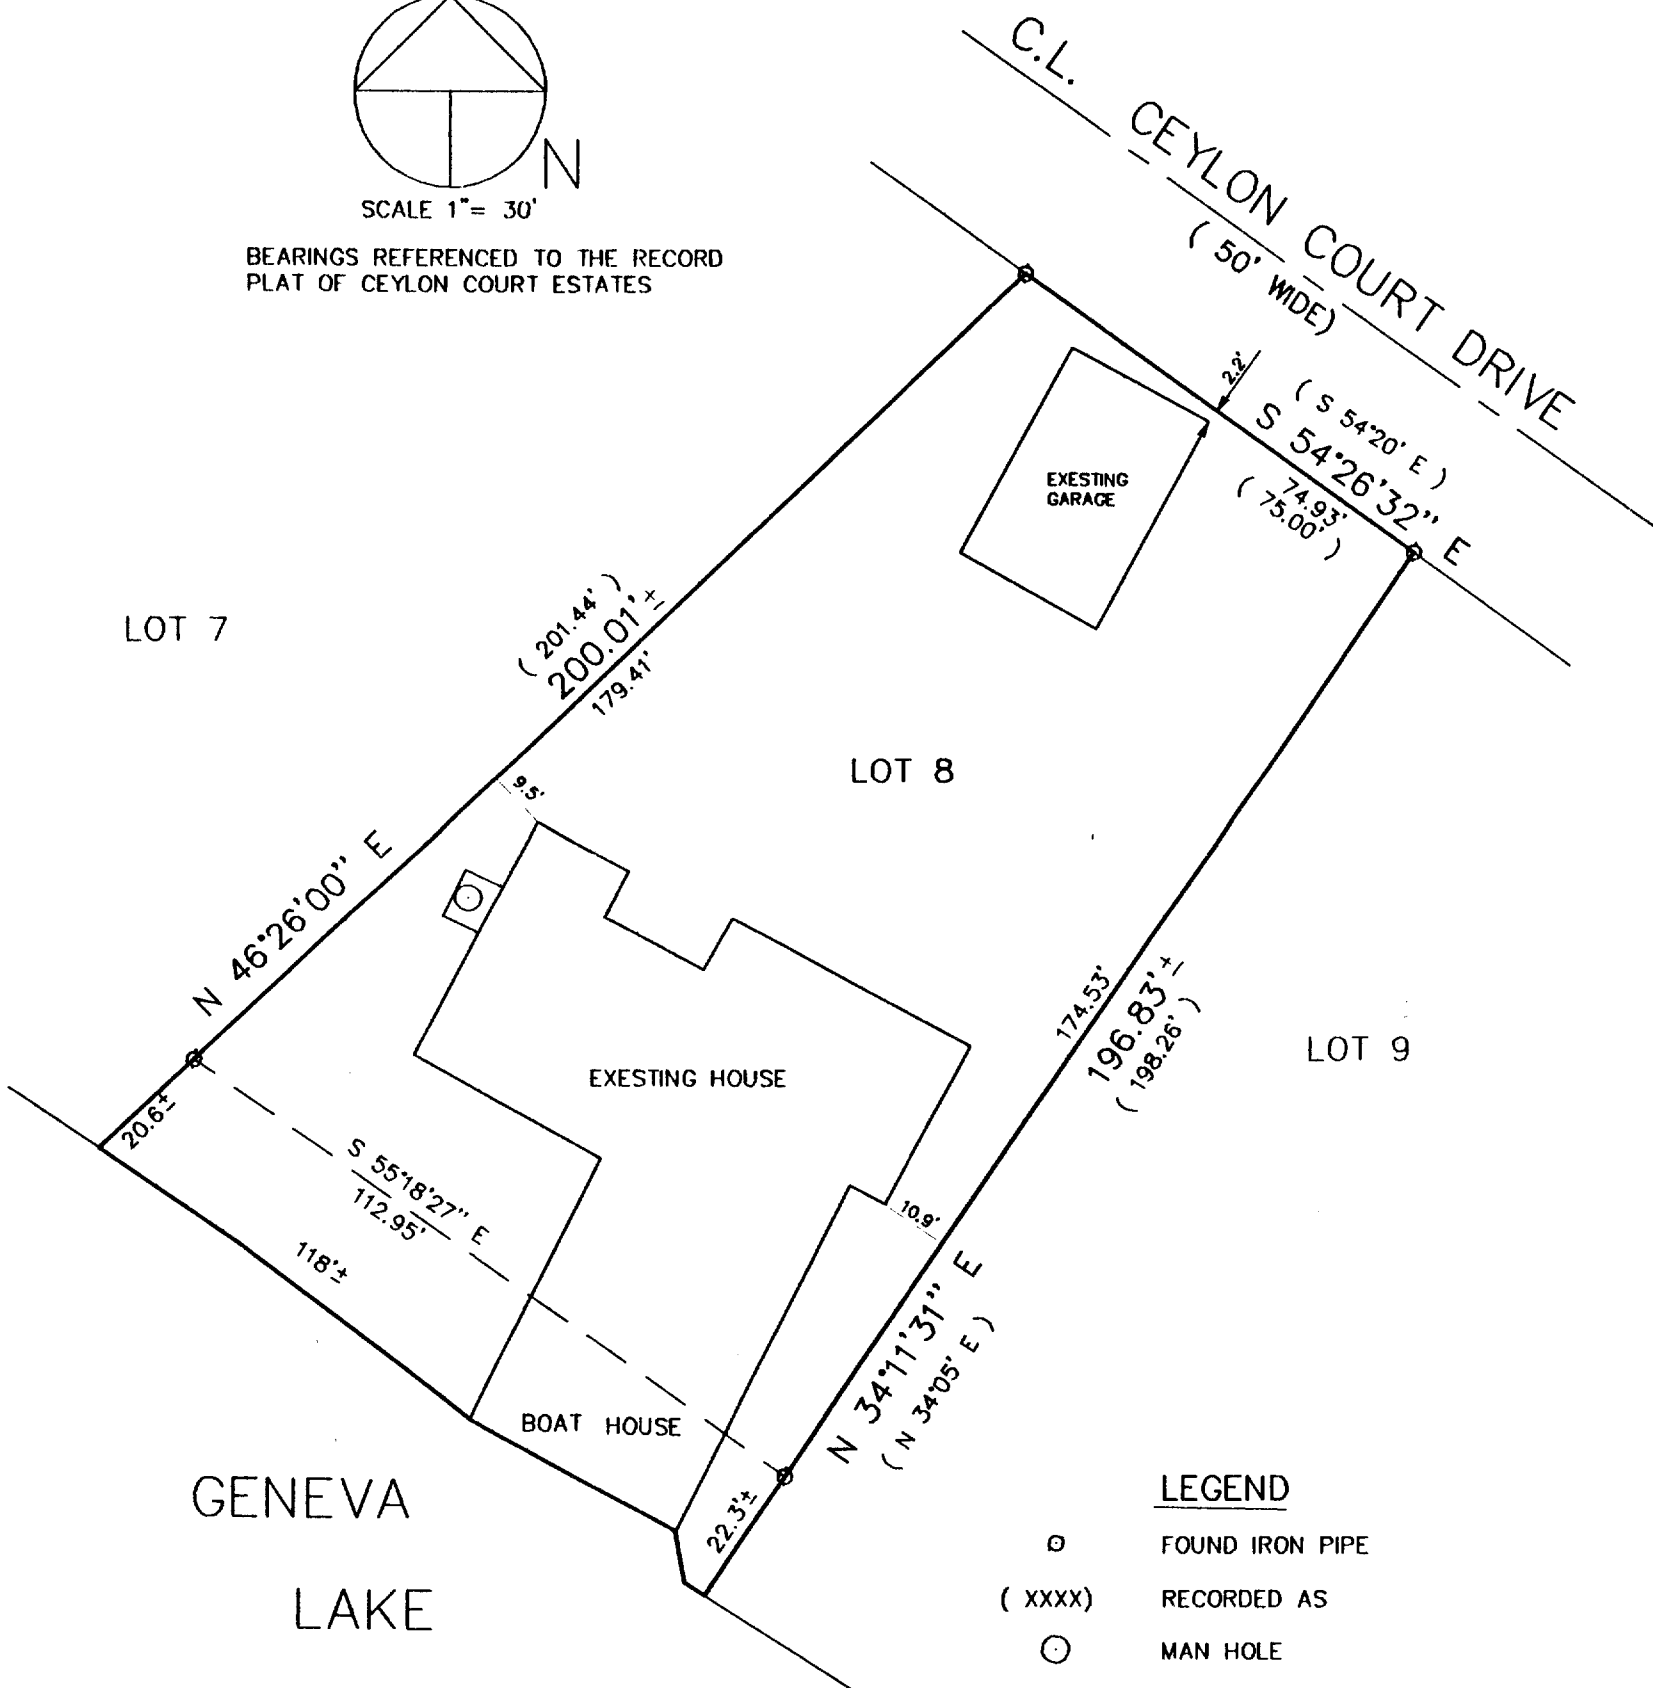 N
SCALE 1"= 30'
BEARINGS REFERENCED TO THE RECORD
PLAT OF CEYLON COURT ESTATES
C.L. CEYLON COURT DRIVE
( 50' WIDE)
2.2'
( S 54°20' E )
S 54°26'32" E
74.93'
( 75.00' )
EXESTING
GARAGE
LOT 7
( 201.44' )
200.01'±
179.41'
LOT 8
9.5'
N 46°26'00" E
174.53'
196.83'±
( 198.26' )
LOT 9
EXESTING HOUSE
20.6±
S 55°18'27" E
112.95'
118'±
10.9'
N 34°11'31" E
( N 34°05' E )
BOAT HOUSE
22.3'±
GENEVA
LAKE
LEGEND
FOUND IRON PIPE
( XXXX) RECORDED AS
MAN HOLE